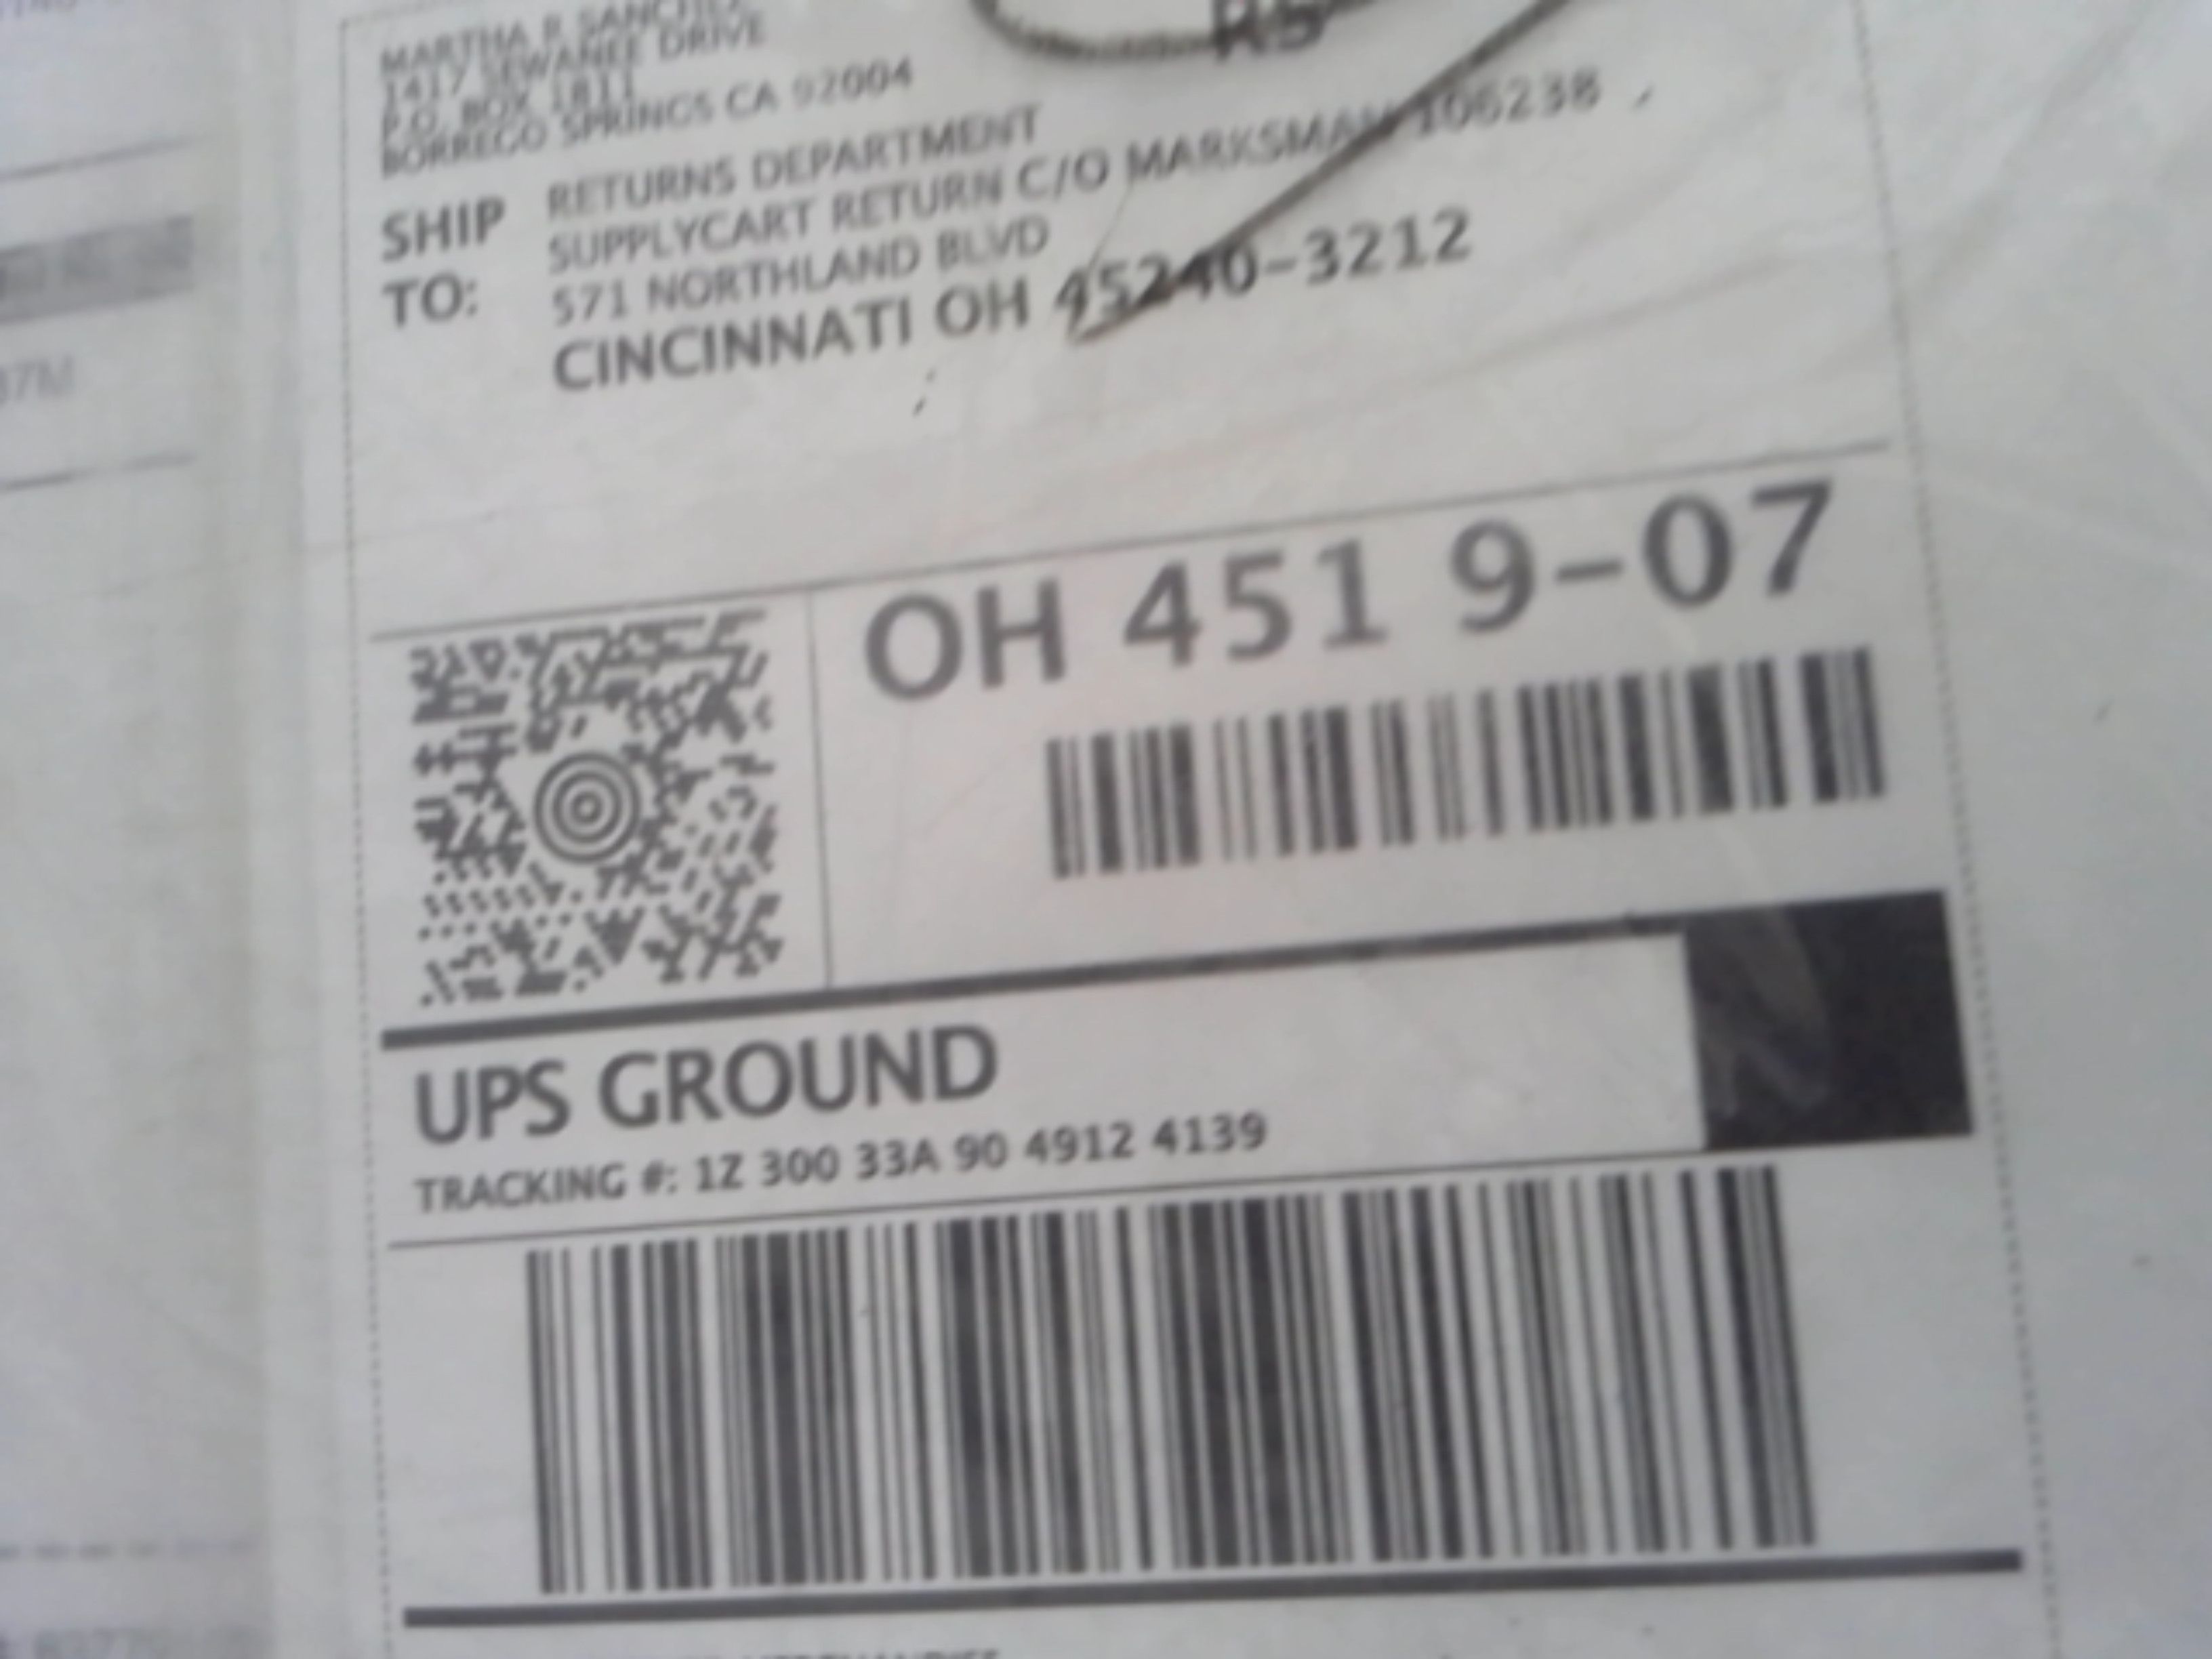 MARTHA R SANCHEZ
1417 SEWANEE DRIVE
P.O. BOX 1811
BORREGO SPRINGS CA 92004
RS
SHIP TO:
RETURNS DEPARTMENT
SUPPLYCART RETURN C/O MARKSMAN 106238
571 NORTHLAND BLVD
CINCINNATI OH 45240-3212
OH 451 9-07
UPS GROUND
TRACKING #: 1Z 300 33A 90 4912 4139
37M